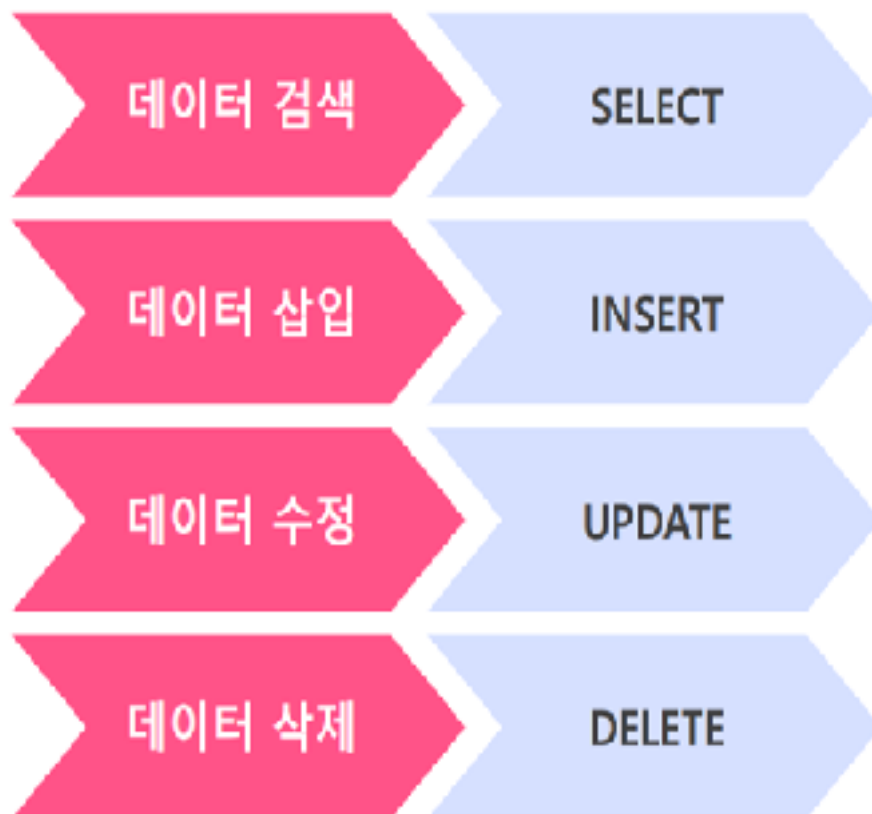 데이터 검색
SELECT
데이터 삽입
INSERT
데이터 수정
UPDATE
데이터 삭제
DELETE